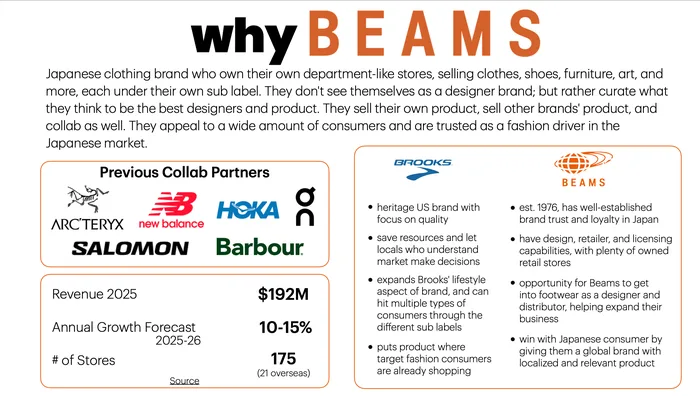 why BEAMS
Japanese clothing brand who own their own department-like stores, selling clothes, shoes, furniture, art, and
more, each under their own sub label. They don't see themselves as a designer brand; but rather curate what
they think to be the best designers and product. They sell their own product, sell other brands' product, and
collab as well. They appeal to a wide amount of consumers and are trusted as a fashion driver in the
Japanese market.
Previous Collab Partners
ARC'TERYX
NB
new balance
HOKA
on
SALOMON
Barbour
Revenue 2025 $192M
Annual Growth Forecast 10-15%
2025-26
# of Stores 175
(21 overseas)
Source
BROOKS
• heritage US brand with
focus on quality
• save resources and let
locals who understand
market make decisions
• expands Brooks' lifestyle
aspect of brand, and can
hit multiple types of
consumers through the
different sub labels
• puts product where
target fashion consumers
are already shopping
BEAMS
• est. 1976, has well-established
brand trust and loyalty in Japan
• have design, retailer, and licensing
capabilities, with plenty of owned
retail stores
• opportunity for Beams to get
into footwear as a designer and
distributor, helping expand their
business
• win with Japanese consumer by
giving them a global brand with
localized and relevant product